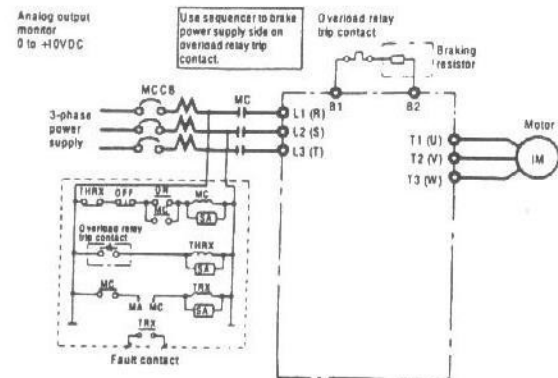 Analog output
monitor
0 to +10VDC
Use sequencer to brake
power supply side on
overload relay trip
contact.
Overload relay
trip contact
Braking
resistor
B1
B2
MCCB
MC
3-phase
power
supply
L1 (R)
L2 (S)
L3 (T)
T1 (U)
T2 (V)
T3 (W)
Motor
IM
THRX
OFF
ON
MC
MC
SA
Overload relay
trip contact
THRX
SA
MC
MA
MC
TRX
SA
TRX
Fault contact